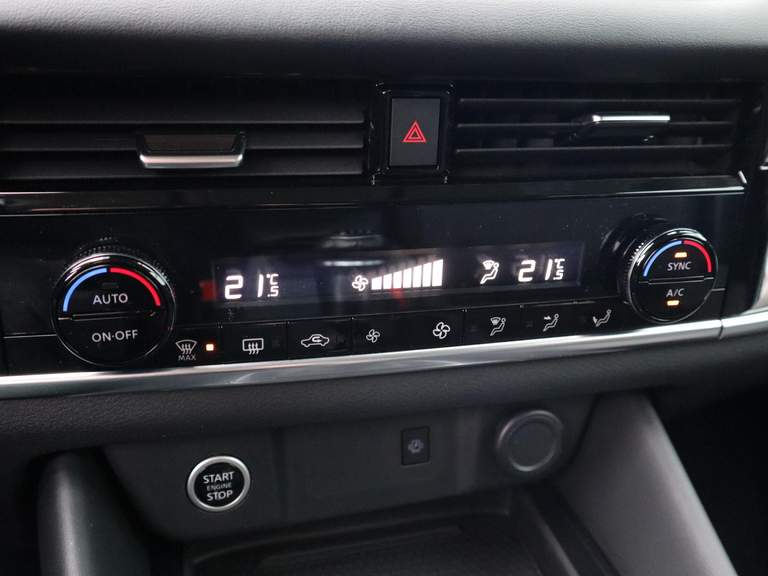 21°C.5
21°C.5
AUTO
ON·OFF
SYNC
A/C
MAX
START
ENGINE
STOP